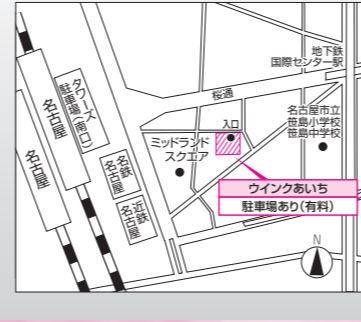 地下鉄
国際センター駅
桜通
名古屋市立
笹島小学校
笹島中学校
入口
ミッドランド
スクエア
タワーズ
駐車場(南口)
名古屋
名古屋
名鉄
名古屋
近鉄
名古屋
ウインクあいち
駐車場あり(有料)
N